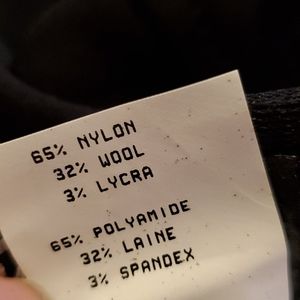 65% NYLON
32% WOOL
3% LYCRA
65% POLYAMIDE
32% LAINE
3% SPANDEX